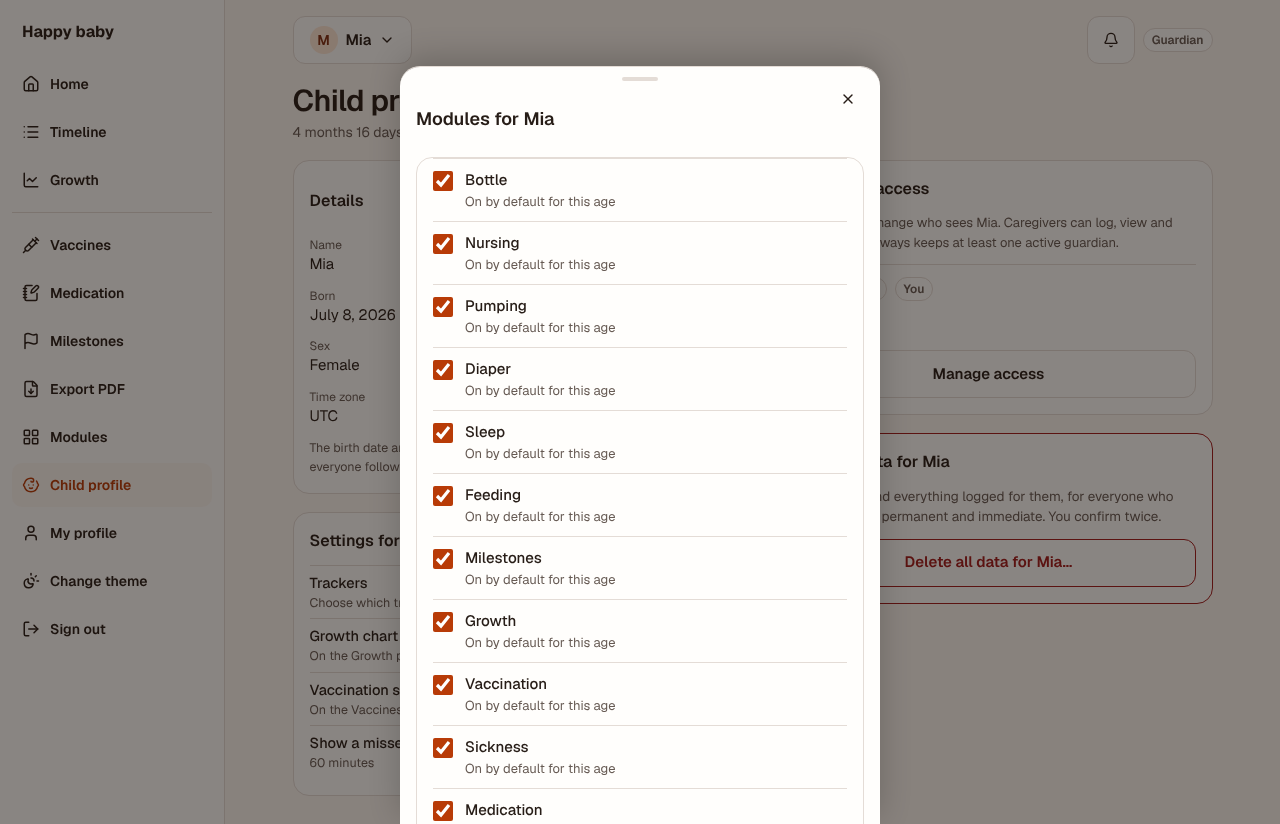 Happy baby
Home
Timeline
Growth
Vaccines
Medication
Milestones
Export PDF
Modules
Child profile
My profile
Change theme
Sign out
M Mia
Guardian
Child pr
4 months 16 days
Details
Name
Mia
Born
July 8, 2026
Sex
Female
Time zone
UTC
The birth date a
everyone follow
Settings for
Trackers
Choose which t
Growth chart
On the Growth p
Vaccination s
On the Vaccines
Show a misse
60 minutes
Modules for Mia
Bottle
On by default for this age
Nursing
On by default for this age
Pumping
On by default for this age
Diaper
On by default for this age
Sleep
On by default for this age
Feeding
On by default for this age
Milestones
On by default for this age
Growth
On by default for this age
Vaccination
On by default for this age
Sickness
On by default for this age
Medication
access
ange who sees Mia. Caregivers can log, view and
ways keeps at least one active guardian.
You
Manage access
ta for Mia
d everything logged for them, for everyone who
permanent and immediate. You confirm twice.
Delete all data for Mia...